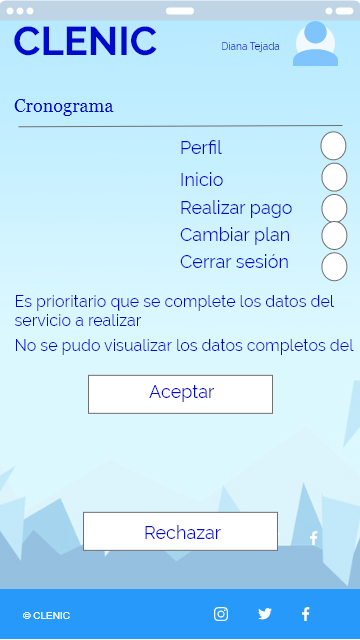 CLENIC
Diana Tejada
Cronograma
Perfil
Inicio
Realizar pago
Cambiar plan
Cerrar sesión
Es prioritario que se complete los datos del
servicio a realizar
No se pudo visualizar los datos completos del
Aceptar
Rechazar
© CLENIC